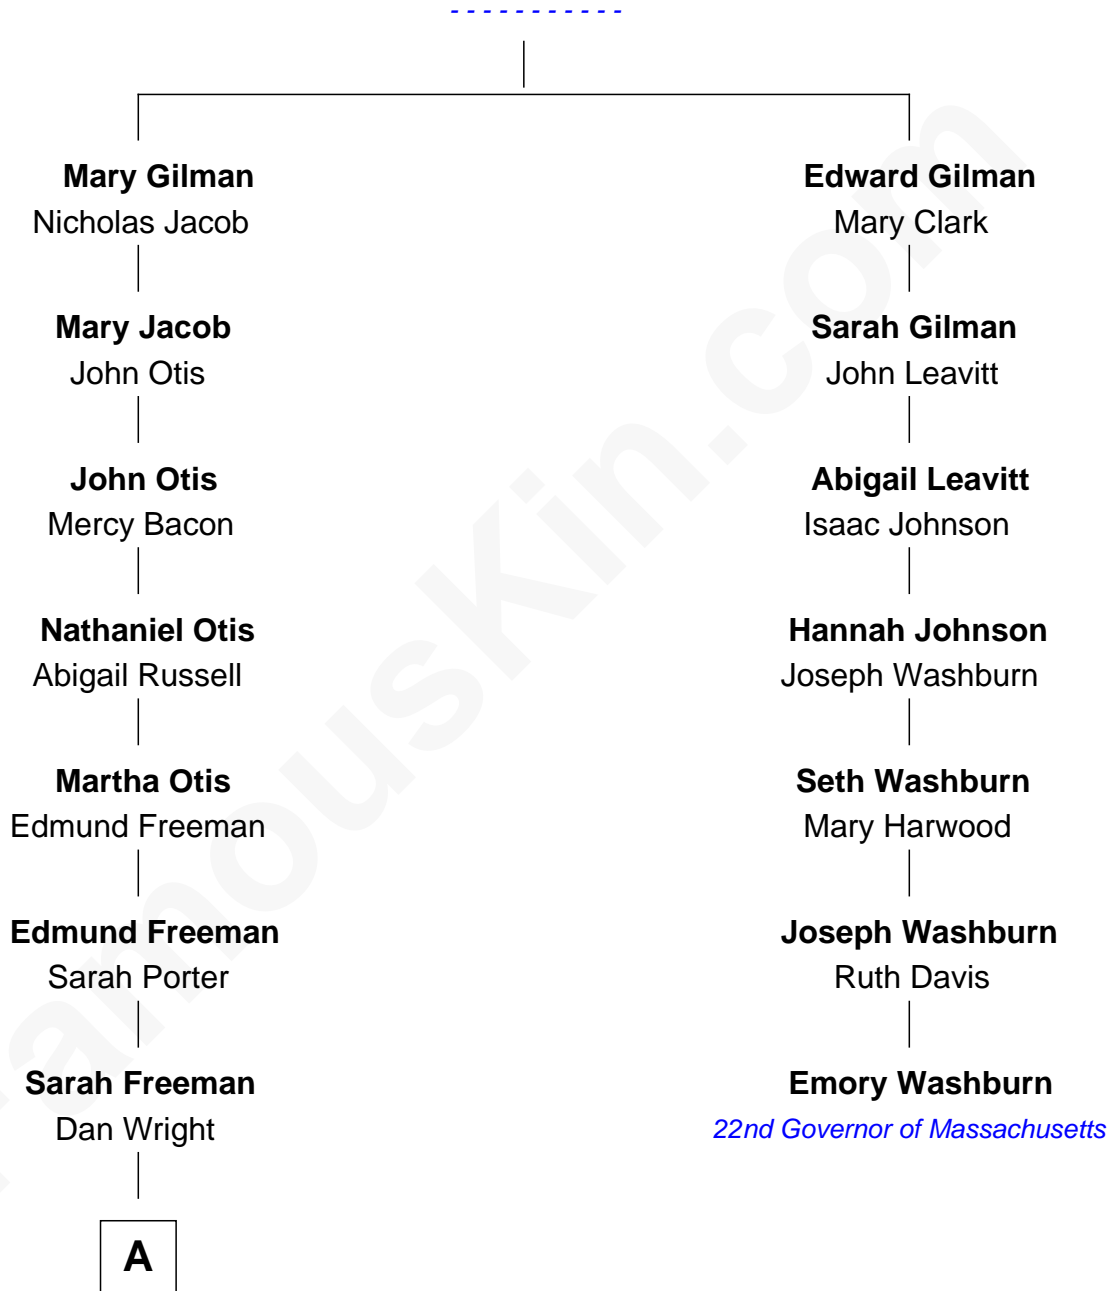 - - - - - - - - - - -
Mary Gilman
Nicholas Jacob
Mary Jacob
John Otis
John Otis
Mercy Bacon
Nathaniel Otis
Abigail Russell
Martha Otis
Edmund Freeman
Edmund Freeman
Sarah Porter
Sarah Freeman
Dan Wright
A
Edward Gilman
Mary Clark
Sarah Gilman
John Leavitt
Abigail Leavitt
Isaac Johnson
Hannah Johnson
Joseph Washburn
Seth Washburn
Mary Harwood
Joseph Washburn
Ruth Davis
Emory Washburn
22nd Governor of Massachusetts
FamousKin.com